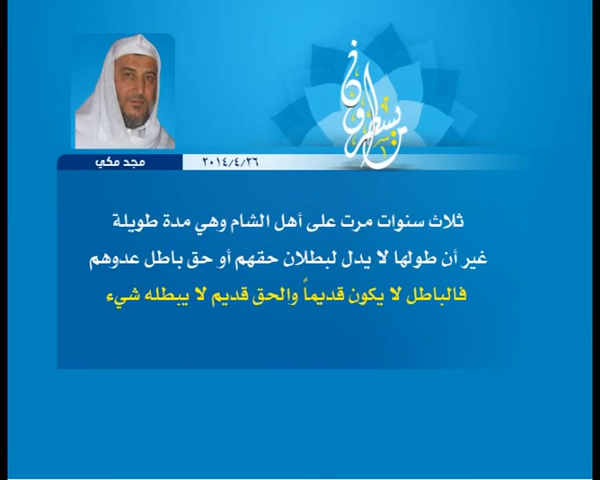 يسطرون
مجد مكي
٢٠١٤/٤/٢٦
ثلاث سنوات مرت على أهل الشام وهي مدة طويلة
غير أن طولها لا يدل لبطلان حقهم أو حق باطل عدوهم
فالباطل لا يكون قديماً والحق قديم لا يبطله شيء